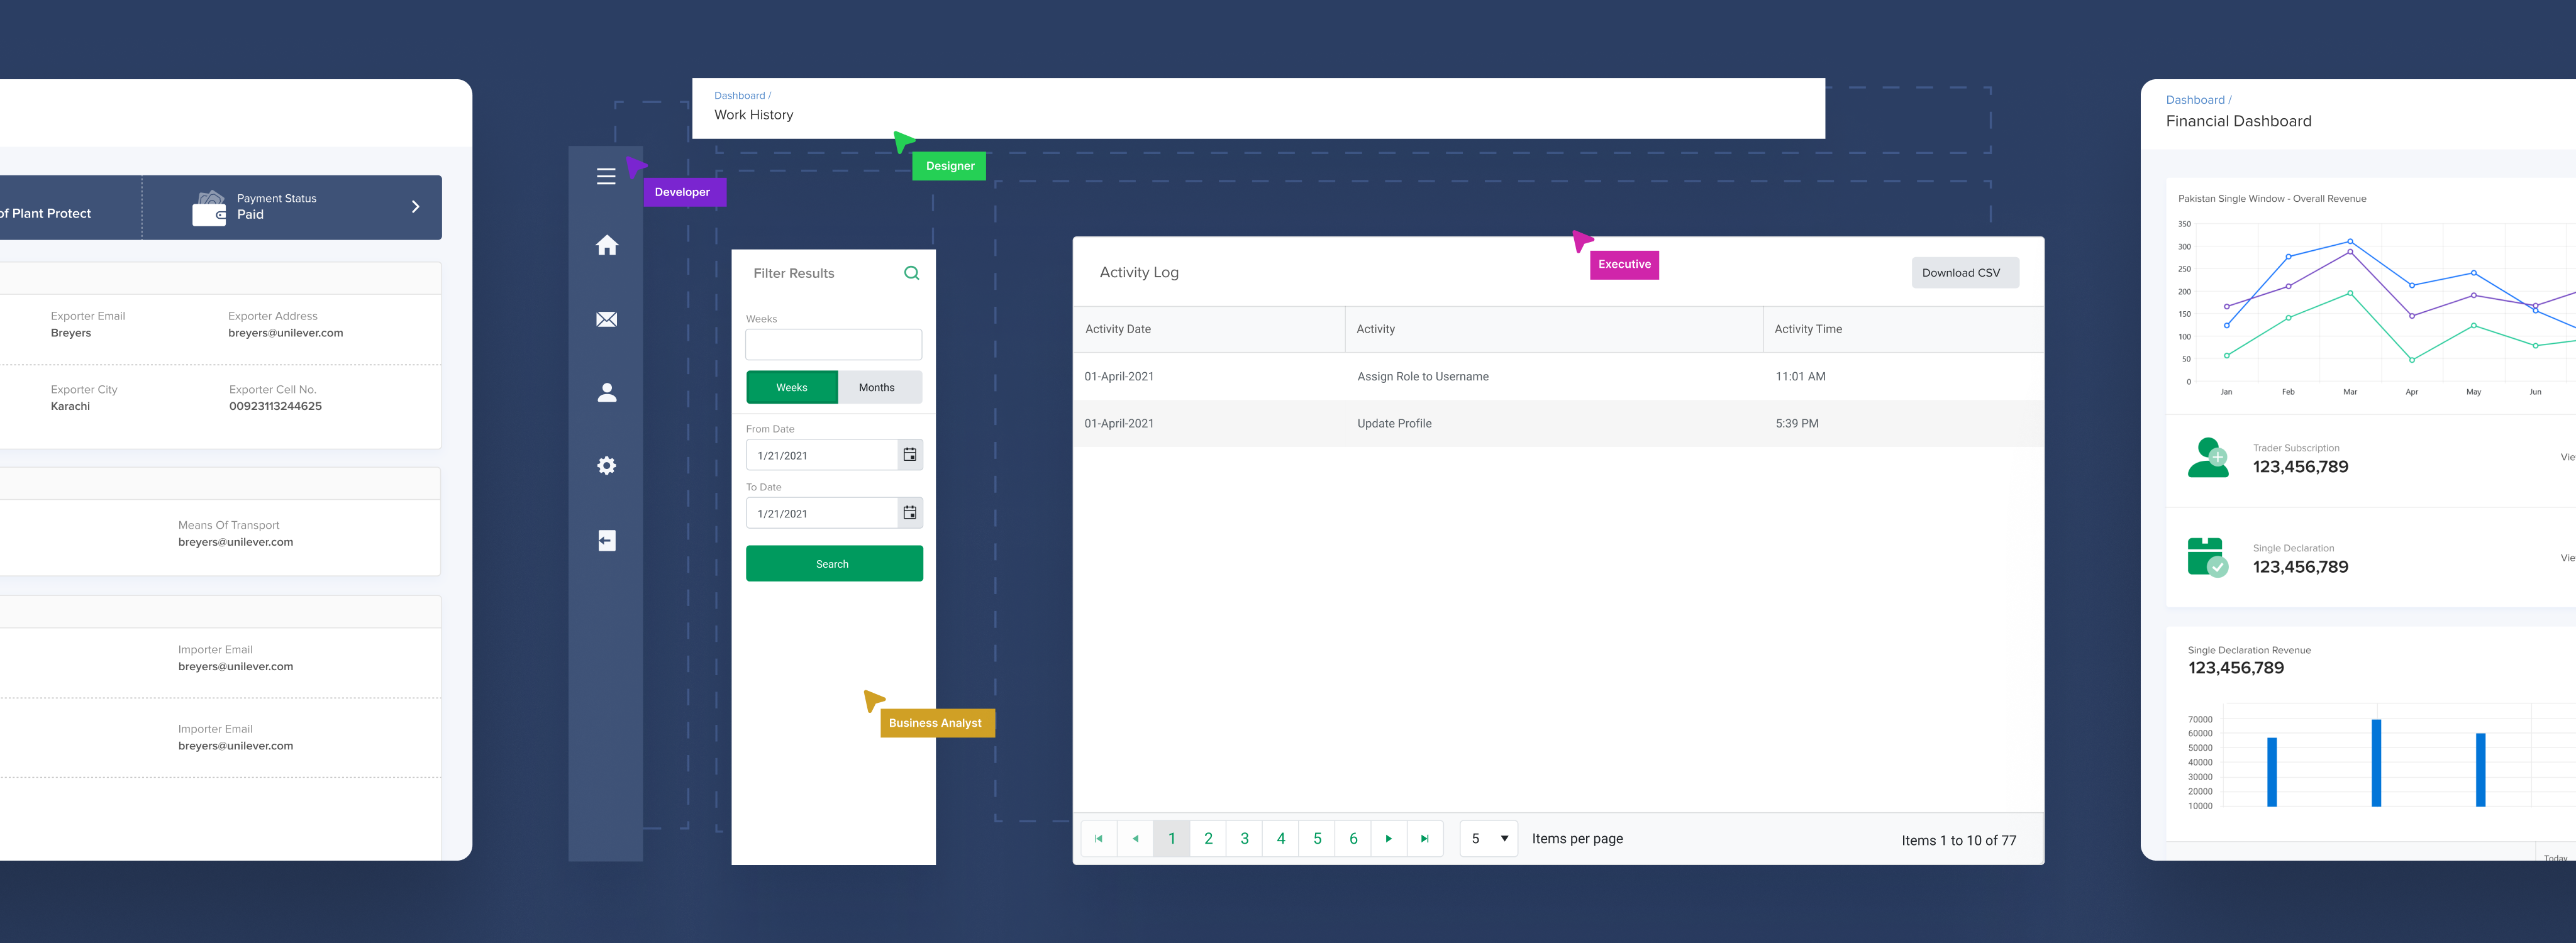 of Plant Protect
Payment Status
Paid
Exporter Email
Breyers
Exporter Address
breyers@unilever.com
Exporter City
Karachi
Exporter Cell No.
00923113244625
Means Of Transport
breyers@unilever.com
Importer Email
breyers@unilever.com
Importer Email
breyers@unilever.com
Dashboard /
Work History
Designer
Developer
Filter Results
Weeks
Weeks
Months
From Date
1/21/2021
To Date
1/21/2021
Search
Business Analyst
Executive
Activity Log
Download CSV
Activity Date
Activity
Activity Time
01-April-2021
Assign Role to Username
11:01 AM
01-April-2021
Update Profile
5:39 PM
1 2 3 4 5 6
5
Items per page
Items 1 to 10 of 77
Dashboard /
Financial Dashboard
Pakistan Single Window - Overall Revenue
350
300
250
200
150
100
50
0
Jan Feb Mar Apr May Jun
Trader Subscription
123,456,789
Vie
Single Declaration
123,456,789
Vie
Single Declaration Revenue
123,456,789
70000
60000
50000
40000
30000
20000
10000
Today